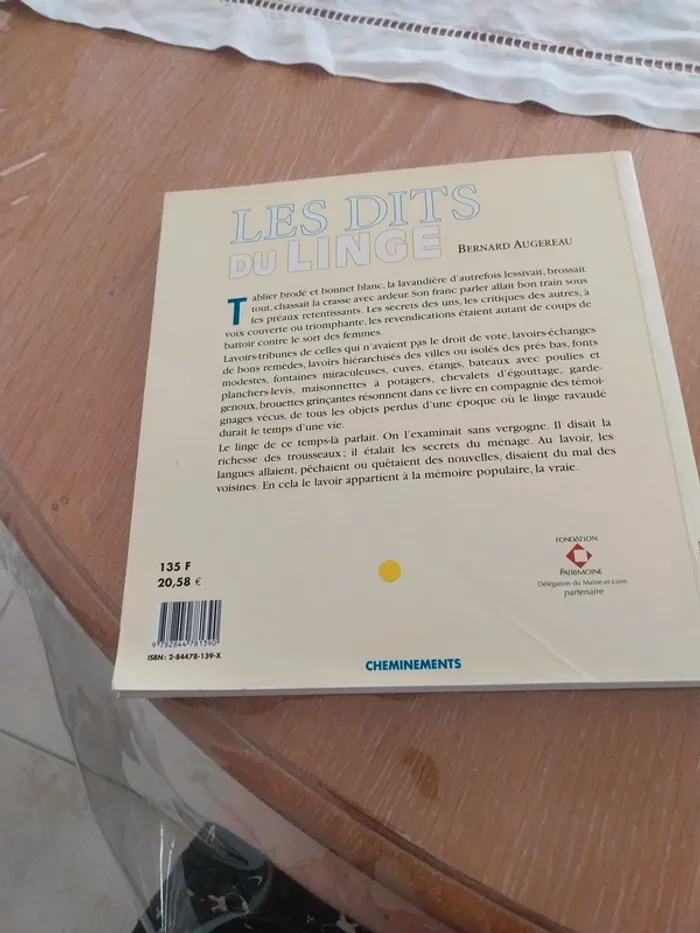 LES DITS
DU LINGE
BERNARD AUGEREAU
Tablier brodé et bonnet blanc, la lavandière d'autrefois lessivait, brossait
tout, chassait la crasse avec ardeur. Son franc parler allait bon train sous
les préaux retentissants. Les secrets des uns, les critiques des autres, à
voix couverte ou triomphante, les revendications étaient autant de coups de
battoir contre le sort des femmes.
Lavoirs-tribunes de celles qui n'avaient pas le droit de vote, lavoirs-échanges
de bons remèdes, lavoirs hiérarchisés des villes ou isolés des prés bas, fonts
modestes, fontaines miraculeuses, cuves, étangs, bateaux avec poulies et
planchers-levis, maisonnettes à potagers, chevalets d'égouttage, garde-
genoux, brouettes grinçantes résonnent dans ce livre en compagnie des témoi-
gnages vécus, de tous les objets perdus d'une époque où le linge ravaudé
durait le temps d'une vie.
Le linge de ce temps-là parlait. On l'examinait sans vergogne. Il disait la
richesse des trousseaux ; il étalait les secrets du ménage. Au lavoir, les
langues allaient, pêchaient ou quêtaient des nouvelles, disaient du mal des
voisines. En cela le lavoir appartient à la mémoire populaire, la vraie.
135 F
20,58 €
9 782844 781390
ISBN : 2-84478-139-X
FONDATION
PATRIMOINE
Délégation du Maine-et-Loire
partenaire
CHEMINEMENTS